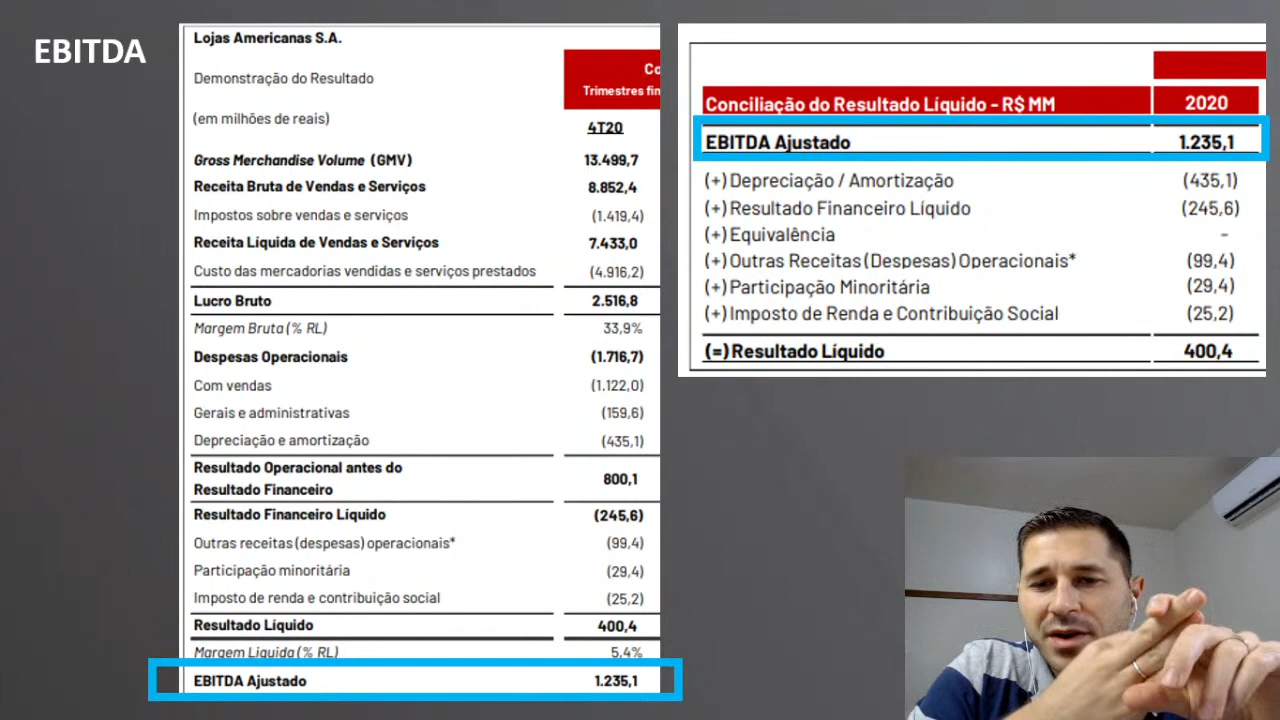 EBITDA
Lojas Americanas S.A.
Demonstração do Resultado
Co
Trimestres fin
(em milhões de reais)
4T20
Gross Merchandise Volume (GMV) 13.499,7
Receita Bruta de Vendas e Serviços 8.852,4
Impostos sobre vendas e serviços (1.419,4)
Receita Líquida de Vendas e Serviços 7.433,0
Custo das mercadorias vendidas e serviços prestados (4.916,2)
Lucro Bruto 2.516,8
Margem Bruta (% RL) 33,9%
Despesas Operacionais (1.716,7)
Com vendas (1.122,0)
Gerais e administrativas (159,6)
Depreciação e amortização (435,1)
Resultado Operacional antes do
Resultado Financeiro 800,1
Resultado Financeiro Líquido (245,6)
Outras receitas (despesas) operacionais* (99,4)
Participação minoritária (29,4)
Imposto de renda e contribuição social (25,2)
Resultado Líquido 400,4
Margem Líquida (% RL) 5,4%
EBITDA Ajustado 1.235,1
Conciliação do Resultado Líquido - R$ MM 2020
EBITDA Ajustado 1.235,1
(+) Depreciação / Amortização (435,1)
(+) Resultado Financeiro Líquido (245,6)
(+) Equivalência -
(+) Outras Receitas (Despesas) Operacionais* (99,4)
(+) Participação Minoritária (29,4)
(+) Imposto de Renda e Contribuição Social (25,2)
(=) Resultado Líquido 400,4